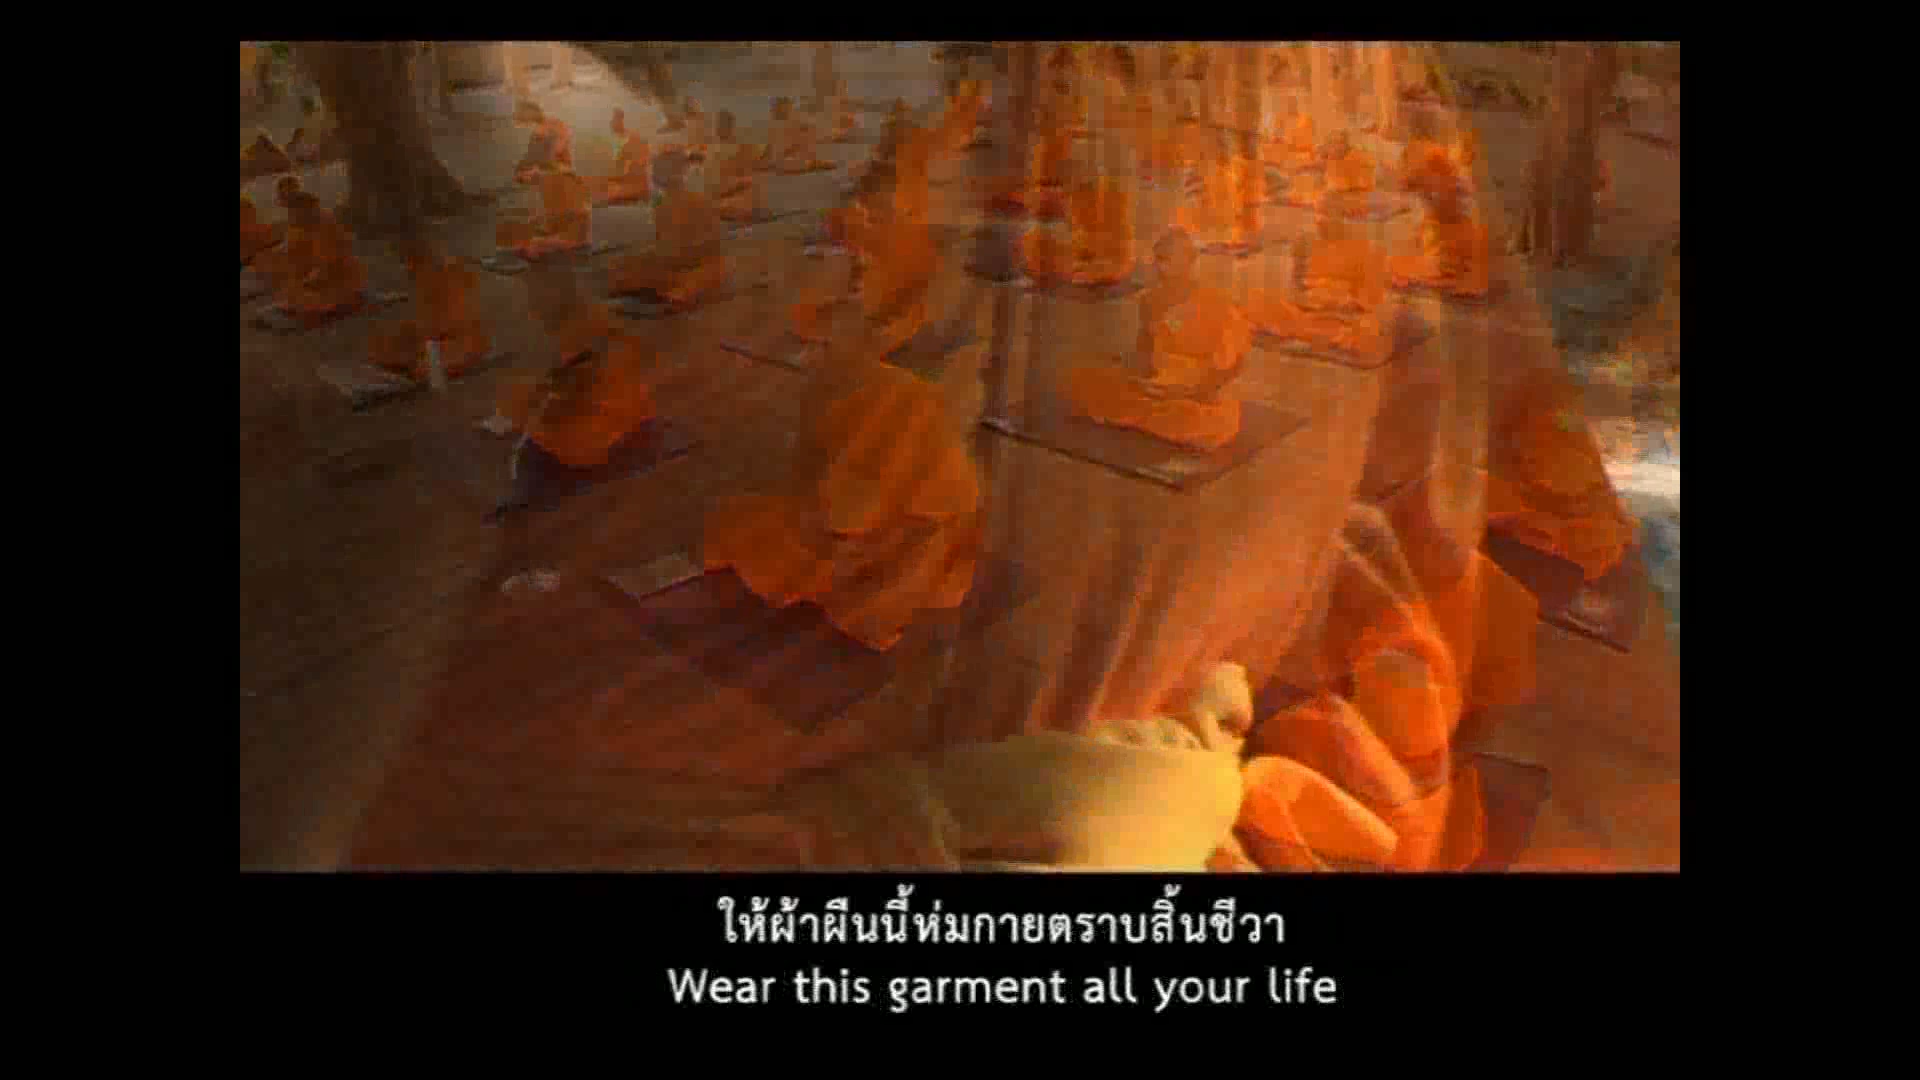 ให้ผ้าผืนนี้ห่มกายตราบสิ้นชีวา
Wear this garment all your life